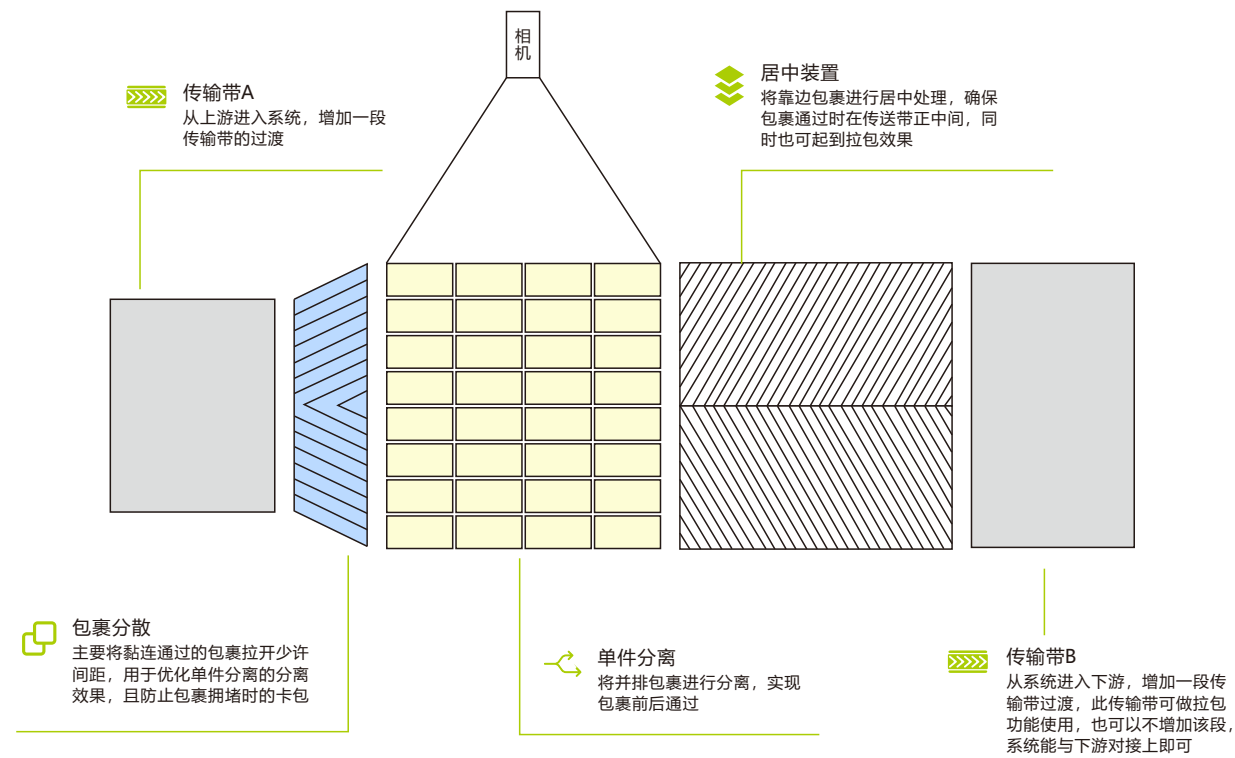 相
机
传输带A
从上游进入系统，增加一段
传输带的过渡
居中装置
将靠边包裹进行居中处理，确保
包裹通过时在传送带正中间，同
时也可起到拉包效果
包裹分散
主要将黏连通过的包裹拉开少许
间距，用于优化单件分离的分离
效果，且防止包裹拥堵时的卡包
单件分离
将并排包裹进行分离，实现
包裹前后通过
传输带B
从系统进入下游，增加一段传
输带过渡，此传输带可做拉包
功能使用，也可以不增加该段，
系统能与下游对接上即可